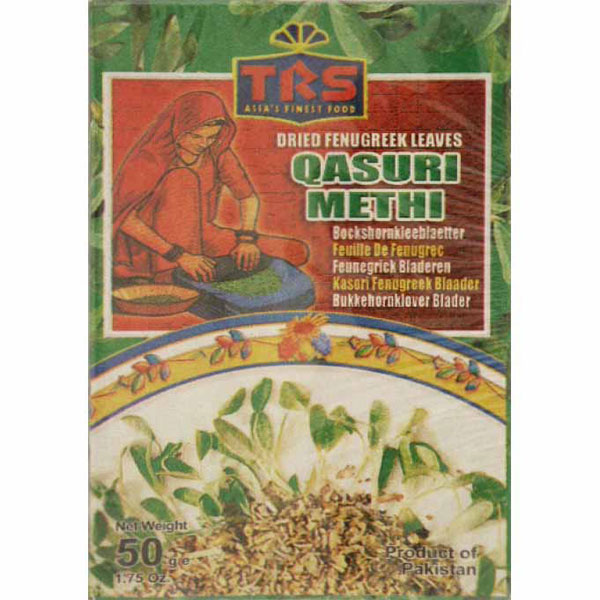 TRS
ASIA'S FINEST FOOD
DRIED FENUGREEK LEAVES
QASURI
METHI
Bockshornkleeblaetter
Feuille De Fenugrec
Feunegrick Bladeren
Kasori Fenugreek Blaader
Bukkehornklover Blader
Net Weight
50 g e
1.75 Oz.
Product of
Pakistan